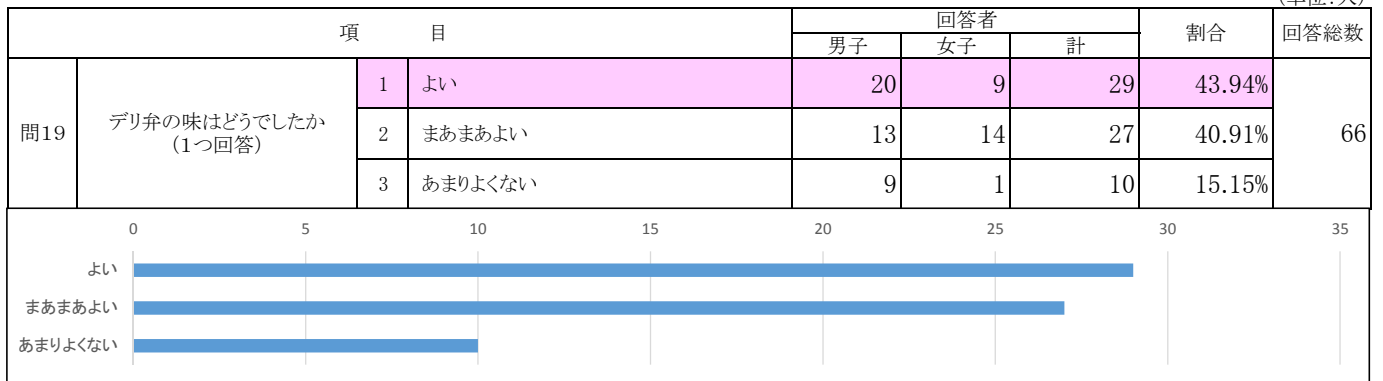 項 目 回答者 割合 回答総数
男子 女子 計
問19 デリ弁の味はどうでしたか
(1つ回答)
1 よい 20 9 29 43.94%
2 まあまあよい 13 14 27 40.91% 66
3 あまりよくない 9 1 10 15.15%
0 5 10 15 20 25 30 35
よい
まあまあよい
あまりよくない